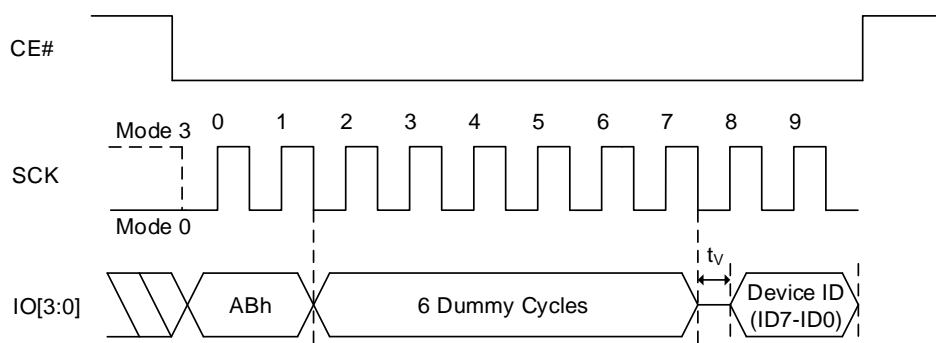 CE#
Mode 3
0 1 2 3 4 5 6 7 8 9
SCK
Mode 0
tV
IO[3:0]
ABh
6 Dummy Cycles
Device ID
(ID7-ID0)